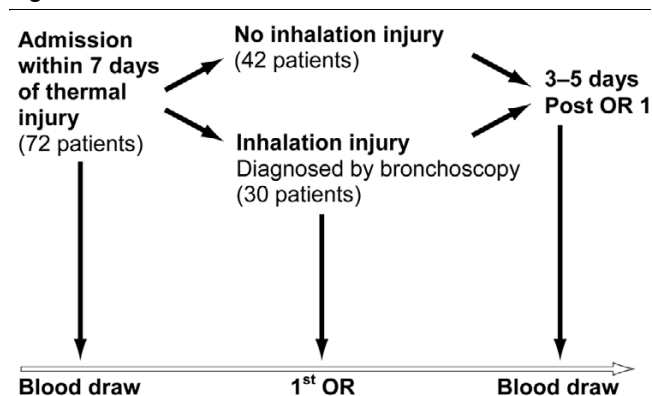 Admission
within 7 days
of thermal
injury
(72 patients)
No inhalation injury
(42 patients)
Inhalation injury
Diagnosed by bronchoscopy
(30 patients)
3–5 days
Post OR 1
Blood draw
1st OR
Blood draw